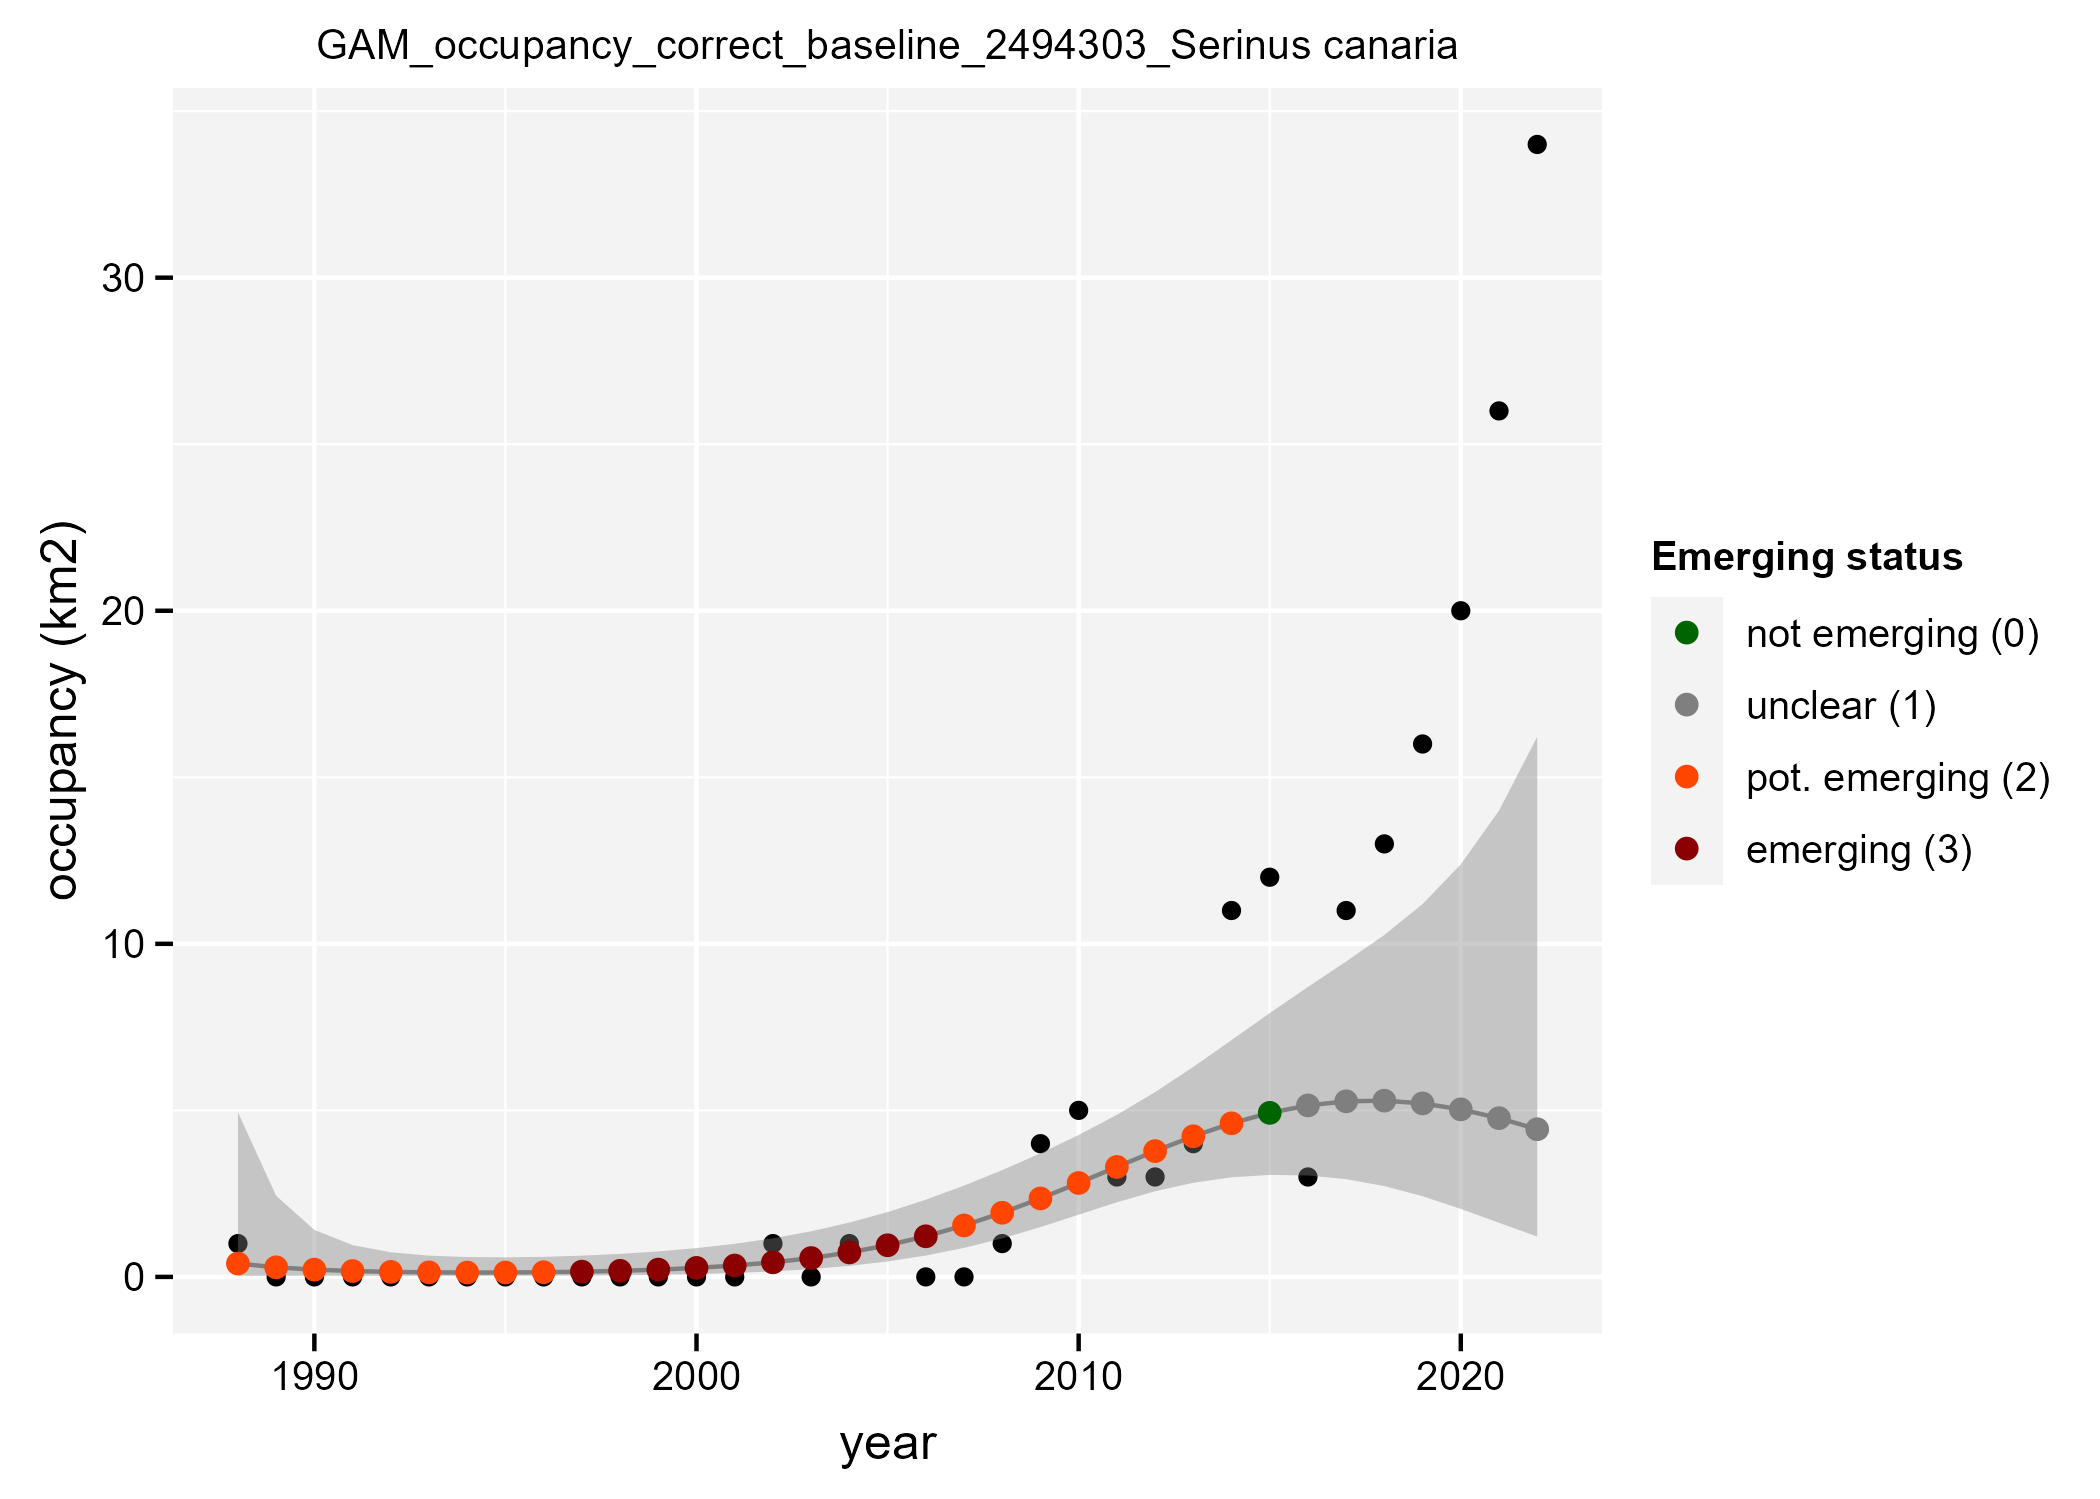 GAM_occupancy_correct_baseline_2494303_Serinus canaria
occupancy (km2)
30
20
10
0
1990
2000
2010
2020
year
Emerging status
not emerging (0)
unclear (1)
pot. emerging (2)
emerging (3)